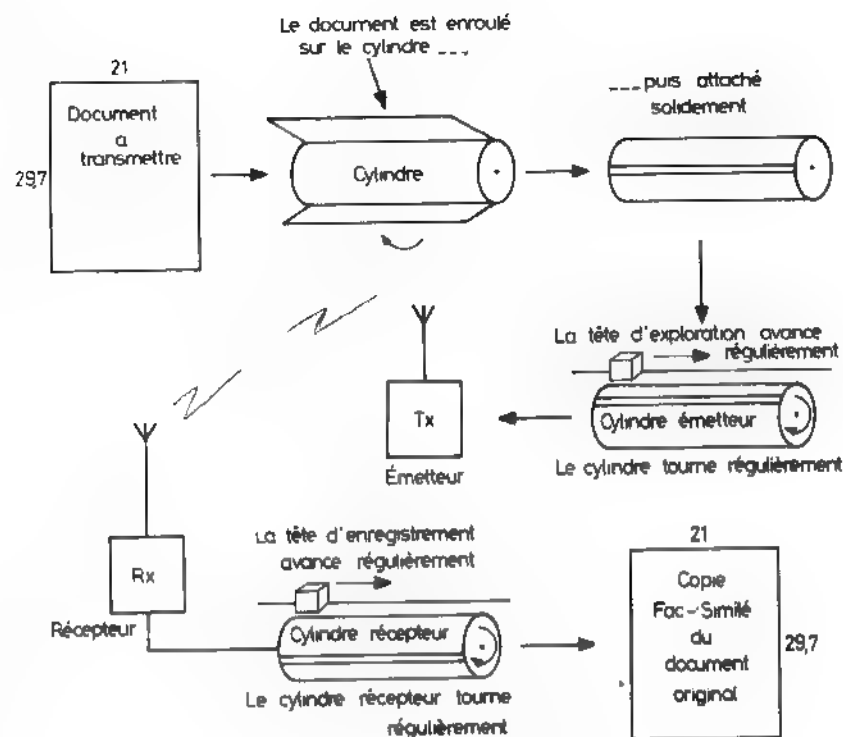 Le document est enroulé
sur le cylindre ___,
21
Document
a
transmettre
29,7
Cylindre
___puis attaché
solidement
La tête d'exploration avance
régulièrement
Tx
Émetteur
Cylindre émetteur
Le cylindre tourne régulièrement
Rx
Récepteur
La tête d'enregistrement
avance régulièrement
Cylindre récepteur
Le cylindre récepteur tourne
régulièrement
21
Copie
Fac-Similé
du
document
original
29,7